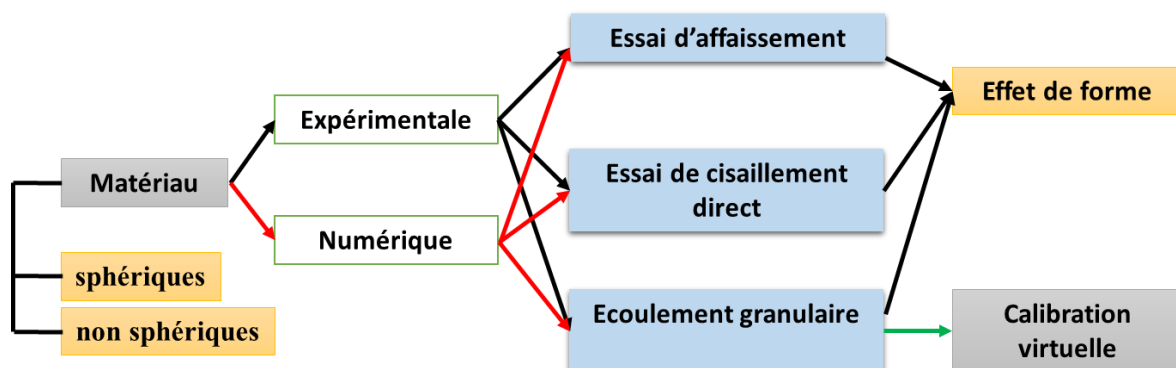 Essai d'affaissement
Effet de forme
Expérimentale
Matériau
Essai de cisaillement
direct
Numérique
sphériques
non sphériques
Ecoulement granulaire
Calibration
virtuelle